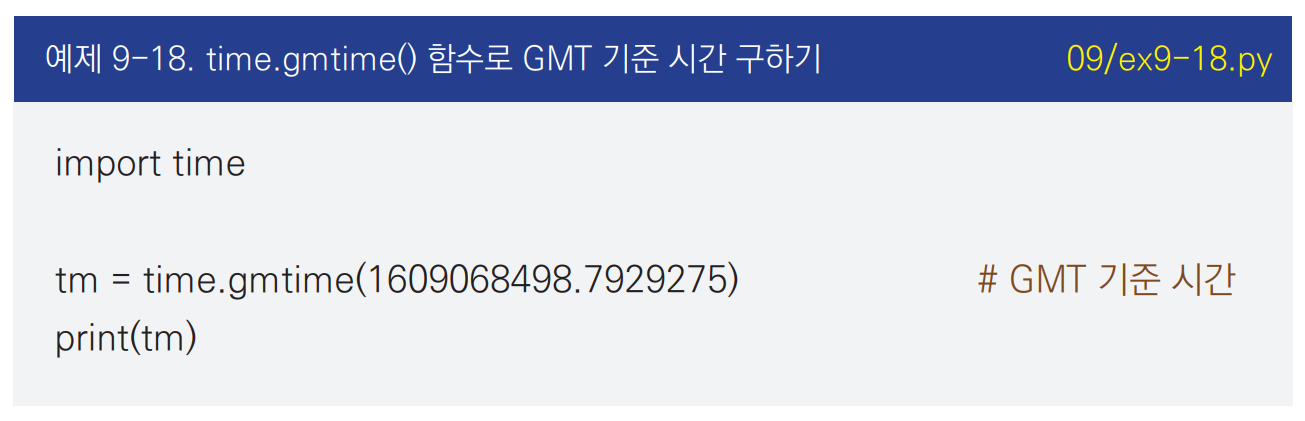 예제 9-18. time.gmtime() 함수로 GMT 기준 시간 구하기 09/ex9-18.py
import time
tm = time.gmtime(1609068498.7929275) # GMT 기준 시간
print(tm)